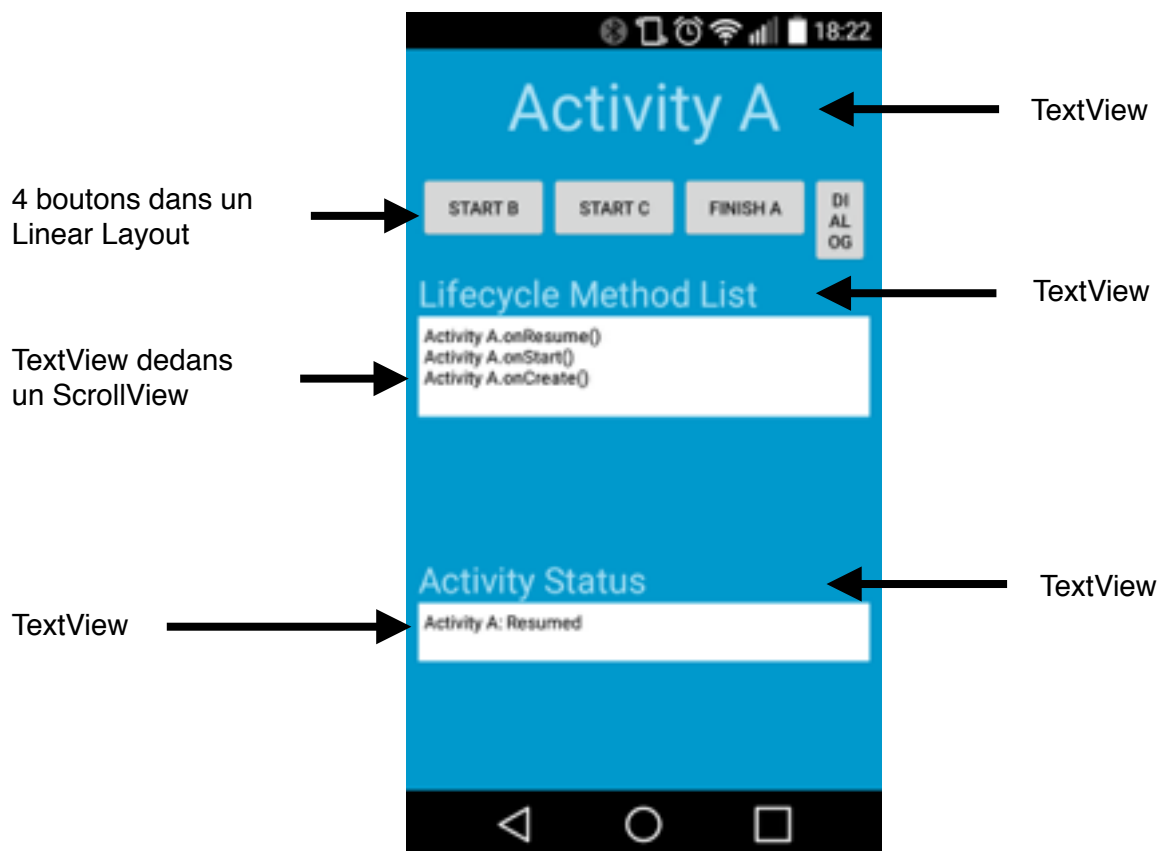 18:22
Activity A
TextView
4 boutons dans un
Linear Layout
START B
START C
FINISH A
DI
AL
OG
Lifecycle Method List
TextView
TextView dedans
un ScrollView
Activity A.onResume()
Activity A.onStart()
Activity A.onCreate()
Activity Status
TextView
TextView
Activity A: Resumed